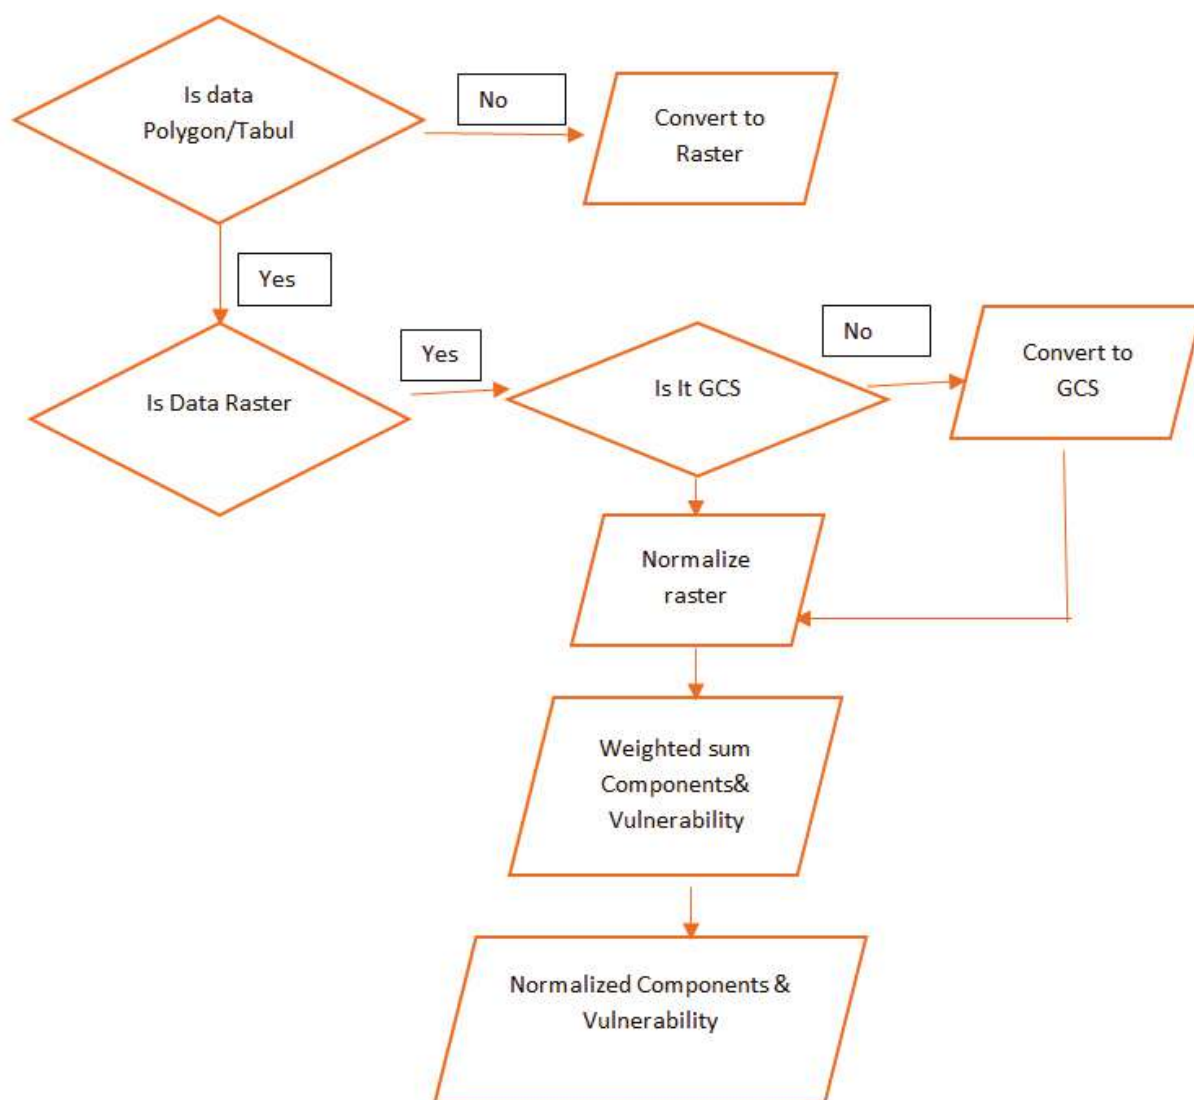 Is data
Polygon/Tabul
No
Convert to
Raster
Yes
Is Data Raster
Yes
Is It GCS
No
Convert to
GCS
Normalize
raster
Weighted sum
Components&
Vulnerability
Normalized Components &
Vulnerability